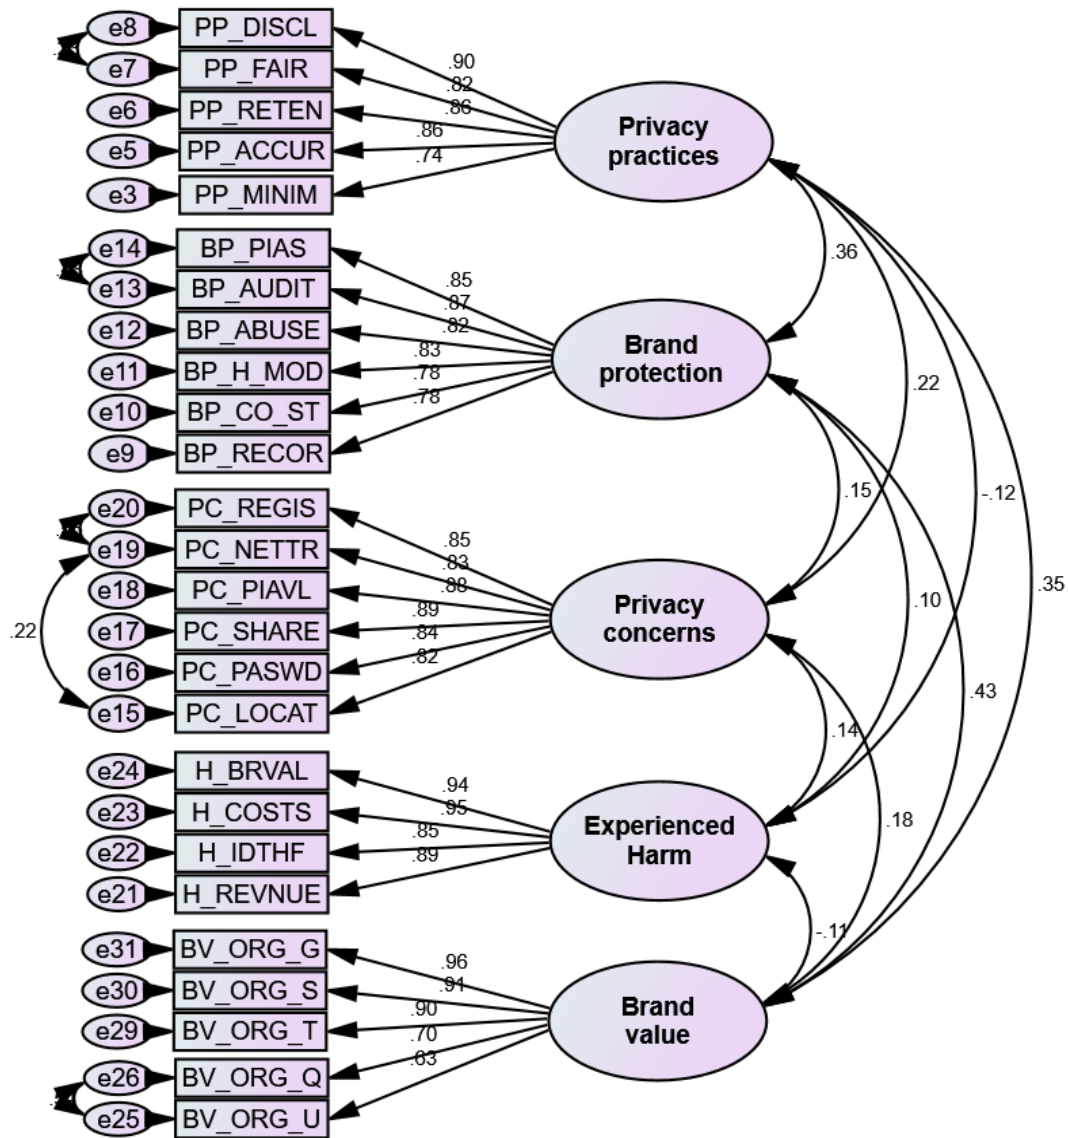 e8 PP_DISCL
e7 PP_FAIR
e6 PP_RETEN
e5 PP_ACCUR
e3 PP_MINIM
.90
.82
.86
.86
.74
Privacy
practices
e14 BP_PIAS
e13 BP_AUDIT
e12 BP_ABUSE
e11 BP_H_MOD
e10 BP_CO_ST
e9 BP_RECOR
.85
.87
.82
.83
.78
.78
Brand
protection
e20 PC_REGIS
e19 PC_NETTR
e18 PC_PIAVL
e17 PC_SHARE
e16 PC_PASWD
e15 PC_LOCAT
.22
.85
.83
.88
.89
.84
.82
Privacy
concerns
e24 H_BRVAL
e23 H_COSTS
e22 H_IDTHF
e21 H_REVNUE
.94
.95
.85
.89
Experienced
Harm
e31 BV_ORG_G
e30 BV_ORG_S
e29 BV_ORG_T
e26 BV_ORG_Q
e25 BV_ORG_U
.96
.91
.90
.70
.63
Brand
value
.36
.22
.15
-.12
.10
.35
.43
.14
.18
-.11